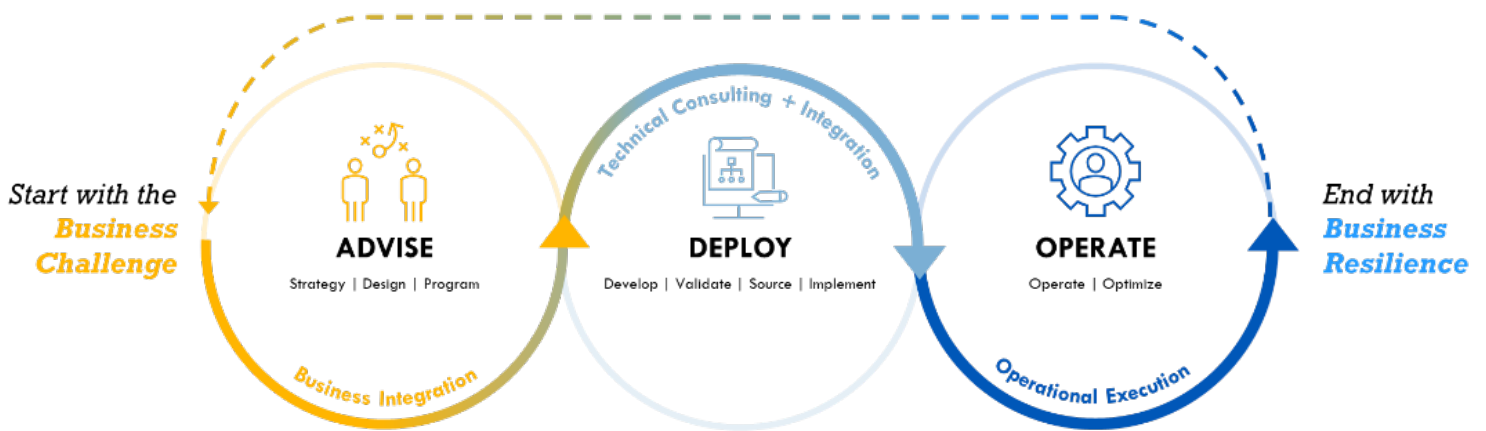 Start with the
Business
Challenge
ADVISE
Strategy | Design | Program
Business Integration
Technical Consulting + Integration
DEPLOY
Develop | Validate | Source | Implement
OPERATE
Operate | Optimize
Operational Execution
End with
Business
Resilience